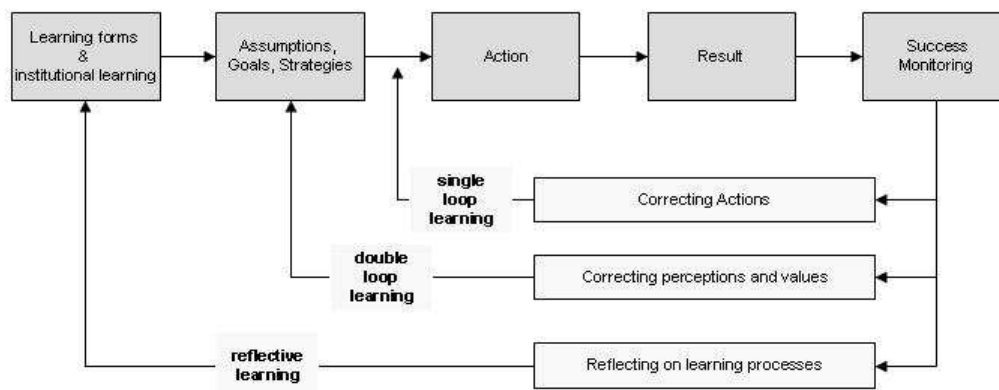 Learning forms
&
institutional learning
Assumptions,
Goals, Strategies
Action
Result
Success
Monitoring
single
loop
learning
Correcting Actions
double
loop
learning
Correcting perceptions and values
reflective
learning
Reflecting on learning processes